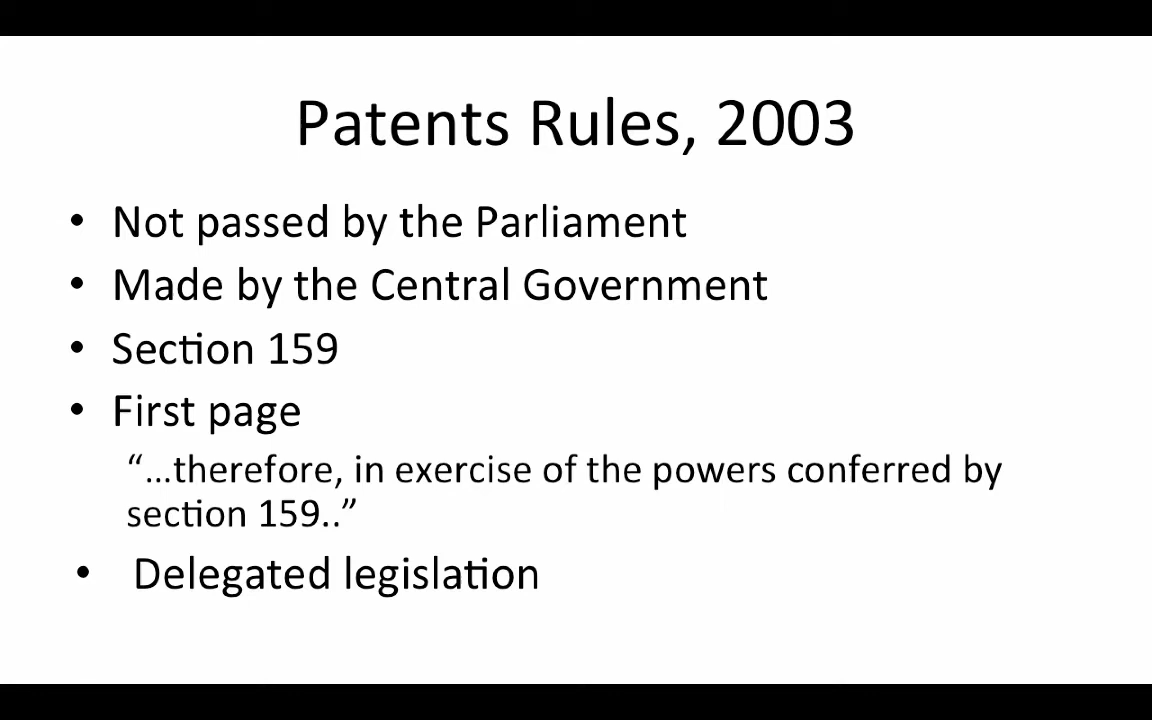 Patents Rules, 2003
• Not passed by the Parliament
• Made by the Central Government
• Section 159
• First page
“…therefore, in exercise of the powers conferred by
section 159..”
• Delegated legislation